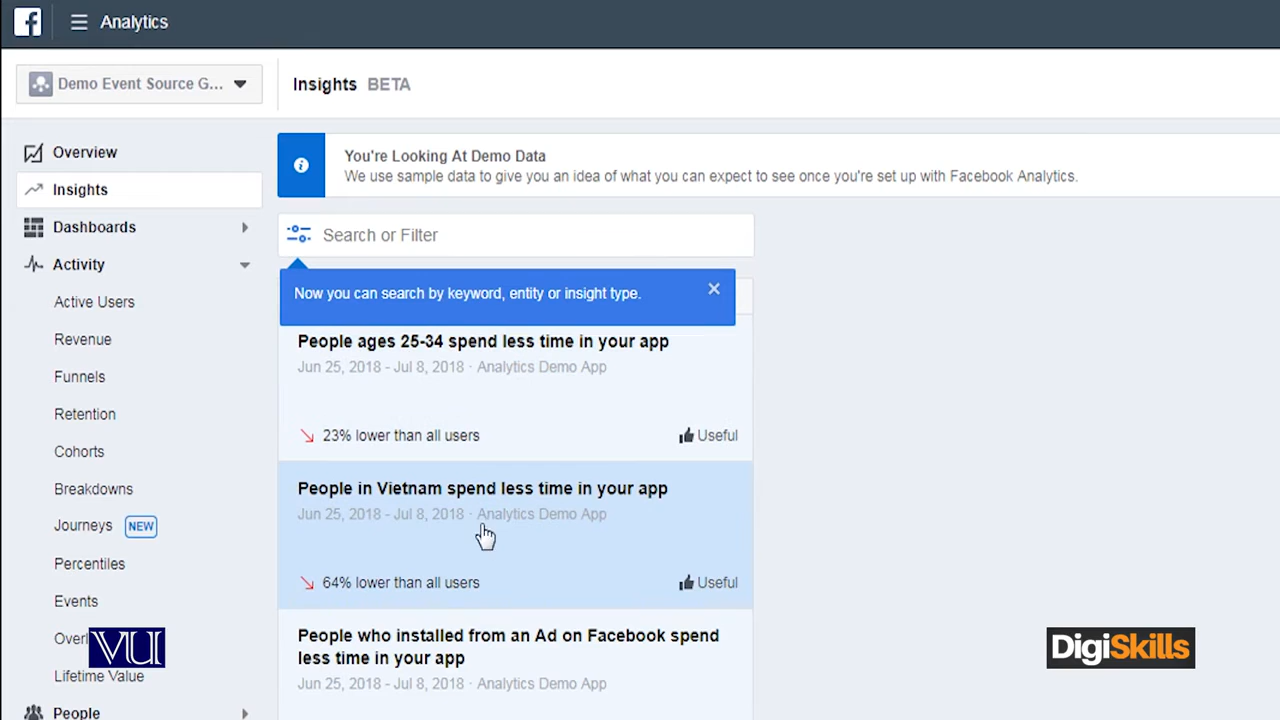 f
Analytics
Demo Event Source G...
Insights BETA
Overview
Insights
Dashboards
Activity
Active Users
Revenue
Funnels
Retention
Cohorts
Breakdowns
Journeys NEW
Percentiles
Events
Lifetime Value
People
You're Looking At Demo Data
We use sample data to give you an idea of what you can expect to see once you're set up with Facebook Analytics.
Search or Filter
Now you can search by keyword, entity or insight type.
People ages 25-34 spend less time in your app
Jun 25, 2018 - Jul 8, 2018 · Analytics Demo App
23% lower than all users
Useful
People in Vietnam spend less time in your app
Jun 25, 2018 - Jul 8, 2018 · Analytics Demo App
64% lower than all users
Useful
People who installed from an Ad on Facebook spend
less time in your app
Jun 25, 2018 - Jul 8, 2018 · Analytics Demo App
VU
DigiSkills